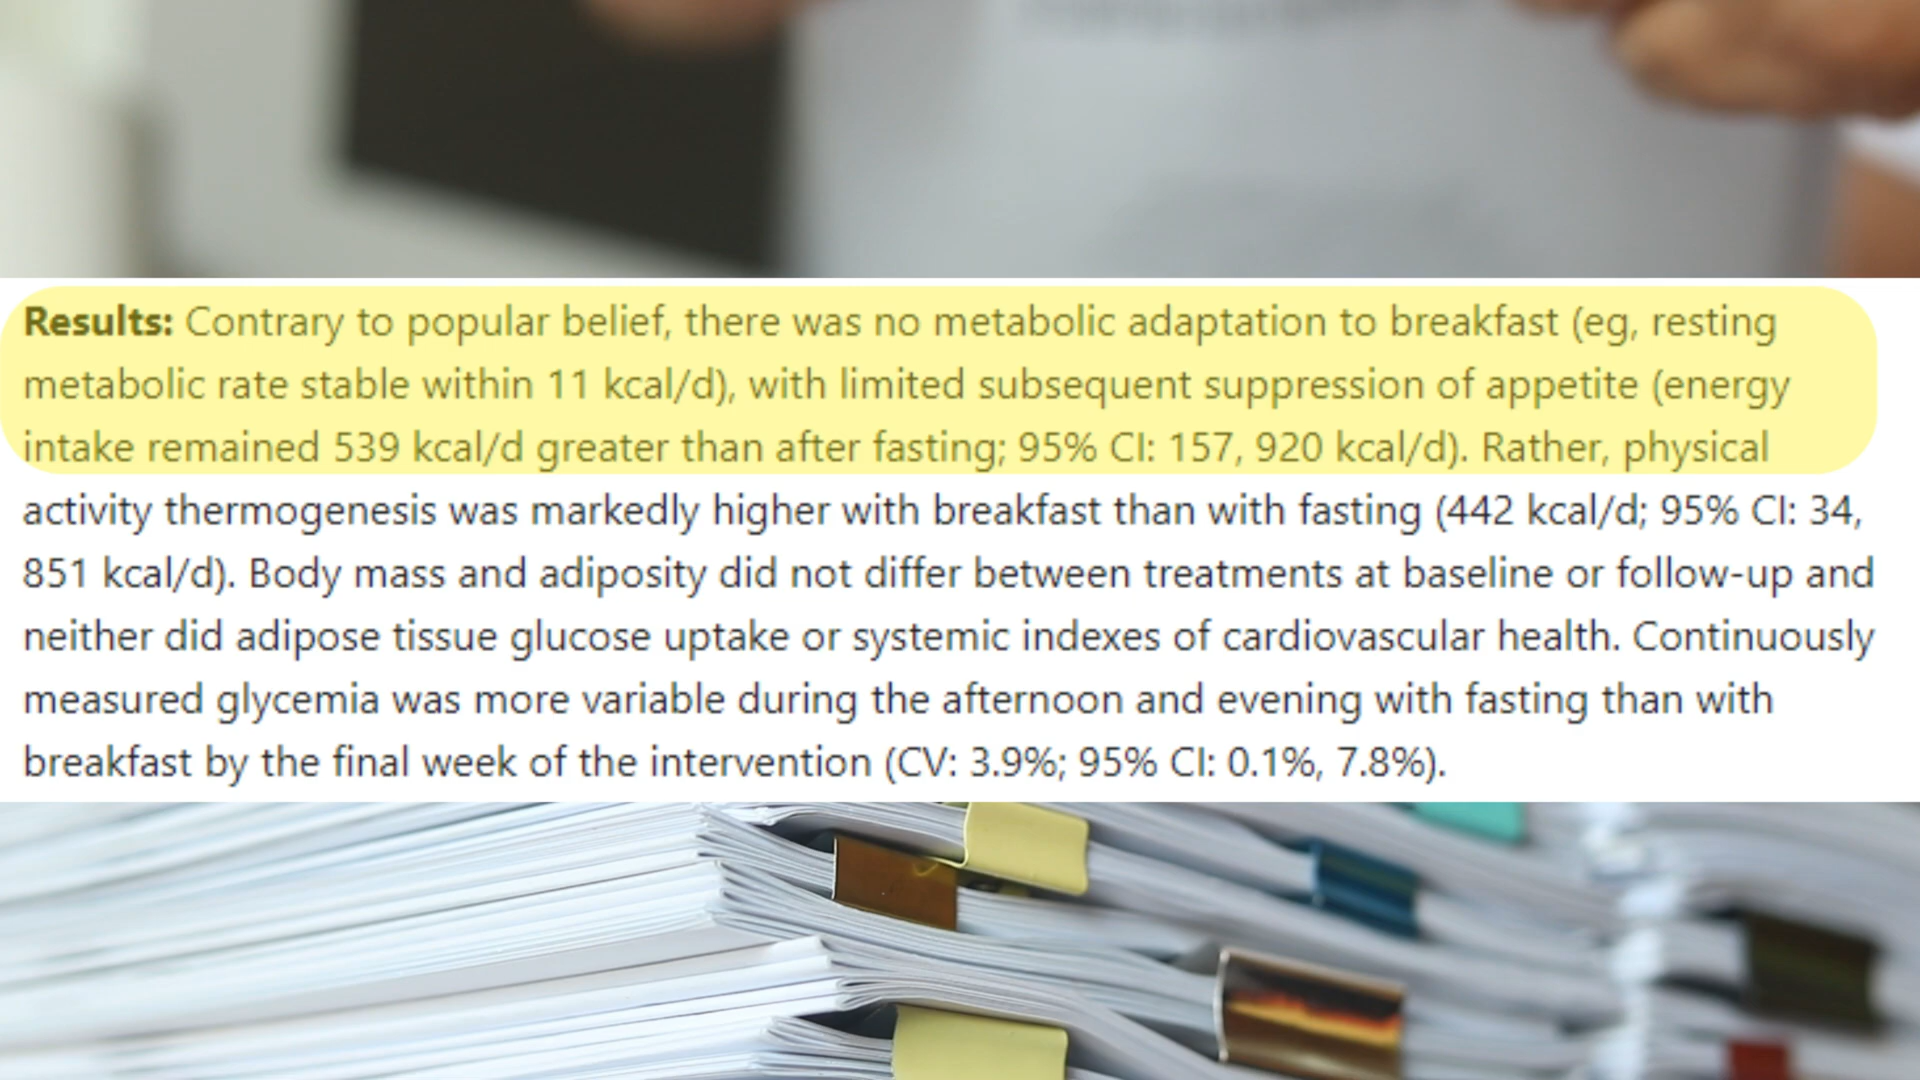 Results: Contrary to popular belief, there was no metabolic adaptation to breakfast (eg, resting
metabolic rate stable within 11 kcal/d), with limited subsequent suppression of appetite (energy
intake remained 539 kcal/d greater than after fasting; 95% CI: 157, 920 kcal/d). Rather, physical
activity thermogenesis was markedly higher with breakfast than with fasting (442 kcal/d; 95% CI: 34,
851 kcal/d). Body mass and adiposity did not differ between treatments at baseline or follow-up and
neither did adipose tissue glucose uptake or systemic indexes of cardiovascular health. Continuously
measured glycemia was more variable during the afternoon and evening with fasting than with
breakfast by the final week of the intervention (CV: 3.9%; 95% CI: 0.1%, 7.8%).